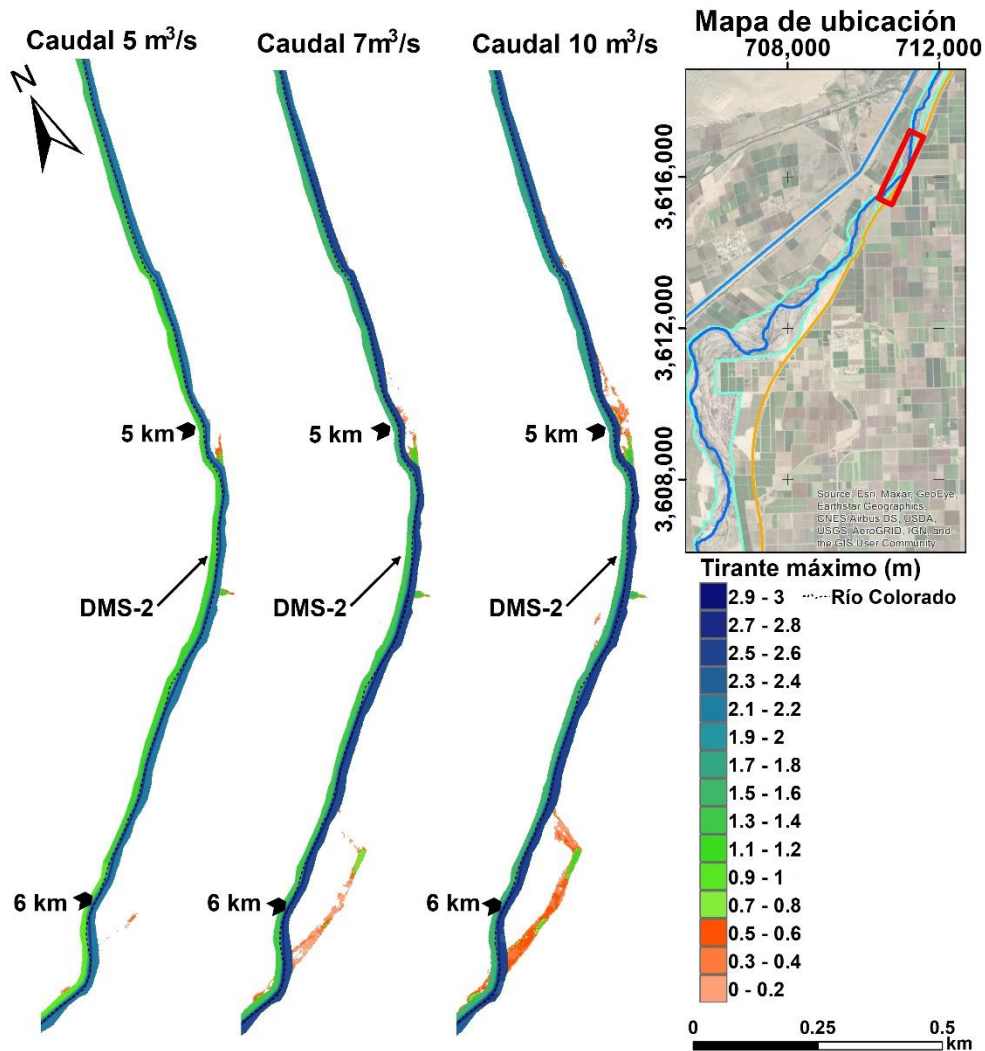 Caudal 5 m³/s
Caudal 7m³/s
Caudal 10 m³/s
N
5 km
5 km
5 km
DMS-2
DMS-2
DMS-2
6 km
6 km
6 km
Mapa de ubicación
708,000
712,000
3,616,000
3,612,000
3,608,000
Source: Esri, Maxar, GeoEye,
Earthstar Geographics,
CNES/Airbus DS, USDA,
USGS, AeroGRID, IGN, and
the GIS User Community
Tirante máximo (m)
2.9 - 3
Río Colorado
2.7 - 2.8
2.5 - 2.6
2.3 - 2.4
2.1 - 2.2
1.9 - 2
1.7 - 1.8
1.5 - 1.6
1.3 - 1.4
1.1 - 1.2
0.9 - 1
0.7 - 0.8
0.5 - 0.6
0.3 - 0.4
0 - 0.2
0
0.25
0.5
km